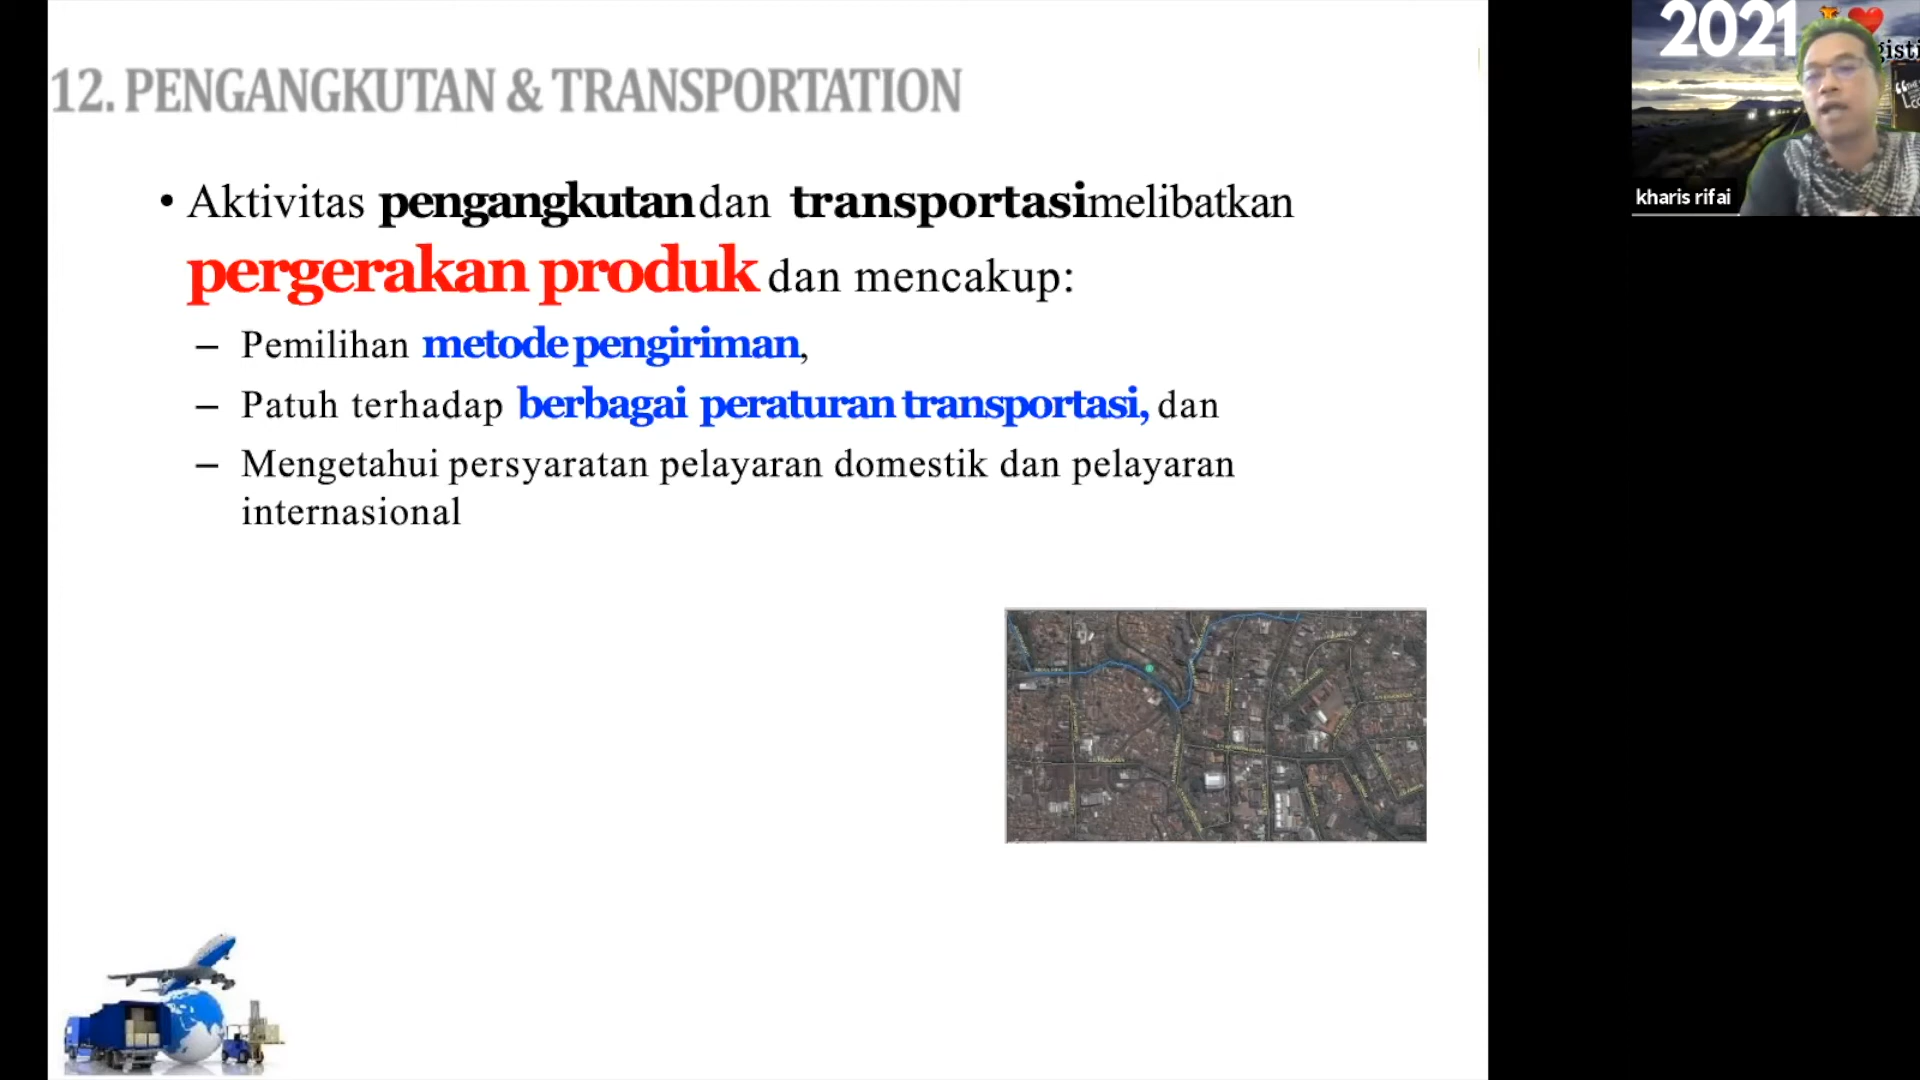 12. PENGANGKUTAN & TRANSPORTATION
• Aktivitas pengangkutan dan transportasi melibatkan
pergerakan produk dan mencakup:
– Pemilihan metode pengiriman,
– Patuh terhadap berbagai peraturan transportasi, dan
– Mengetahui persyaratan pelayaran domestik dan pelayaran
internasional
2021
kharis rifai